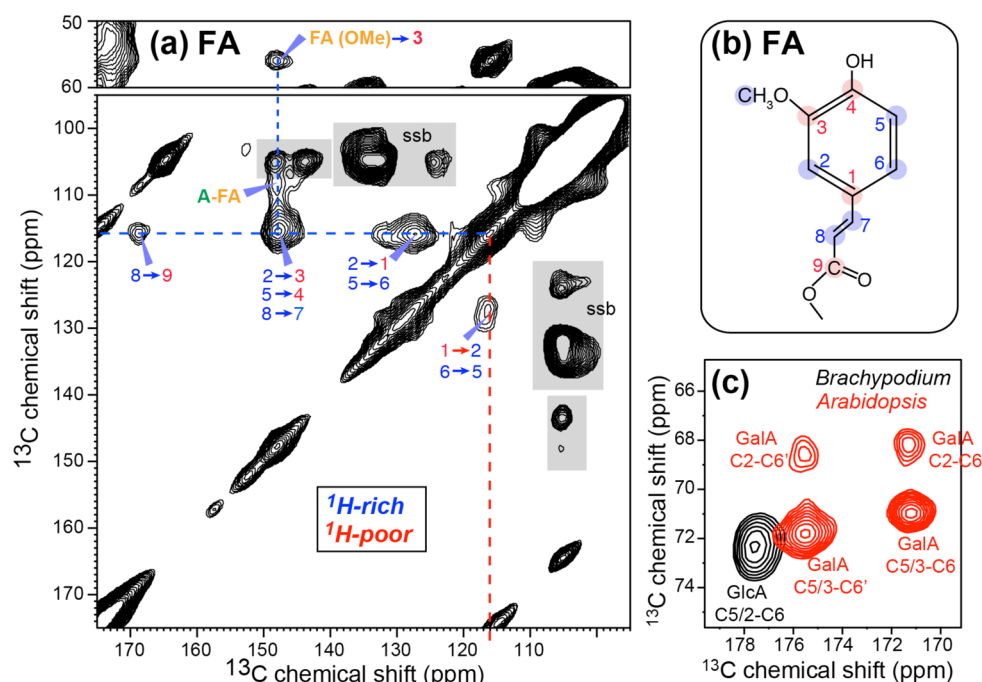 (a) FA
FA (OMe)→3
50
60
100
110
120
130
140
150
160
170
13C chemical shift (ppm)
ssb
A-FA
8→9
2→3
5→4
8→7
2→1
5→6
1→2
6→5
ssb
1H-rich
1H-poor
170 160 150 140 130 120 110
13C chemical shift (ppm)
(b) FA
OH
CH3O
4
3
5
2
6
1
7
8
9
O
O
(c)
Brachypodium
Arabidopsis
GalA
C2-C6'
GalA
C2-C6
GalA
C5/3-C6
GalA
C5/3-C6'
GlcA
C5/2-C6
66
68
70
72
74
13C chemical shift (ppm)
178 176 174 172 170
13C chemical shift (ppm)